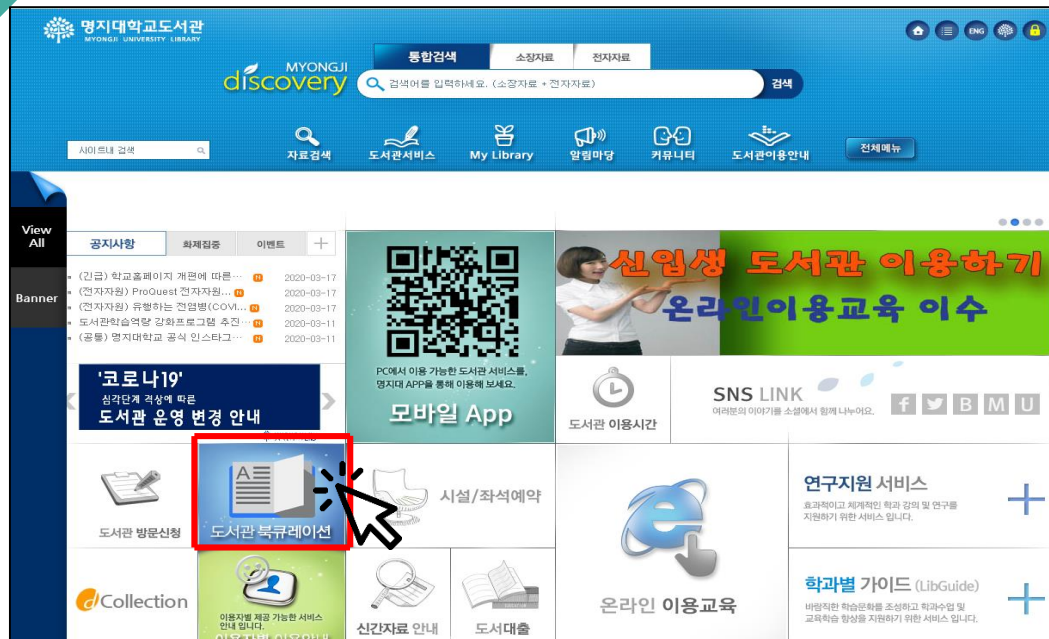 명지대학교도서관
MYONGJI UNIVERSITY LIBRARY
ENG
통합검색 소장자료 전자자료
MYONGJI
discovery
검색어를 입력하세요. (소장자료 + 전자자료)
검색
사이트내 검색
자료검색 도서관서비스 My Library 알림마당 커뮤니티 도서관이용안내 전체메뉴
View
All
Banner
공지사항 화제집중 이벤트
(긴급) 학교홈페이지 개편에 따른… N 2020-03-17
(전자자원) ProQuest 전자자원... N 2020-03-17
(전자자원) 유행하는 전염병(COVI... N 2020-03-17
도서관학습역량 강화프로그램 추진… N 2020-03-11
(공통) 명지대학교 공식 인스타그… N 2020-03-11
'코로나19'
심각단계 격상에 따른
도서관 운영 변경 안내
PC에서 이용 가능한 도서관 서비스를,
명지대 APP을 통해 이용해 보세요.
모바일 App
신입생 도서관 이용하기
온라인이용교육 이수
도서관 이용시간
SNS LINK
여러분의 이야기를 소셜에서 함께 나누어요.
f B M U
도서관 방문신청
A
도서관 북큐레이션
시설/좌석예약
온라인 이용교육
연구지원 서비스
효과적이고 체계적인 학과 강의 및 연구를
지원하기 위한 서비스 입니다.
dCollection
이용자별 제공 가능한 서비스
안내 입니다.
이용자별 이용안내
신간자료 안내
도서대출
학과별 가이드 (LibGuide)
바람직한 학습문화를 조성하고 학과수업 및
교육학습 향상을 지원하기 위한 서비스 입니다.